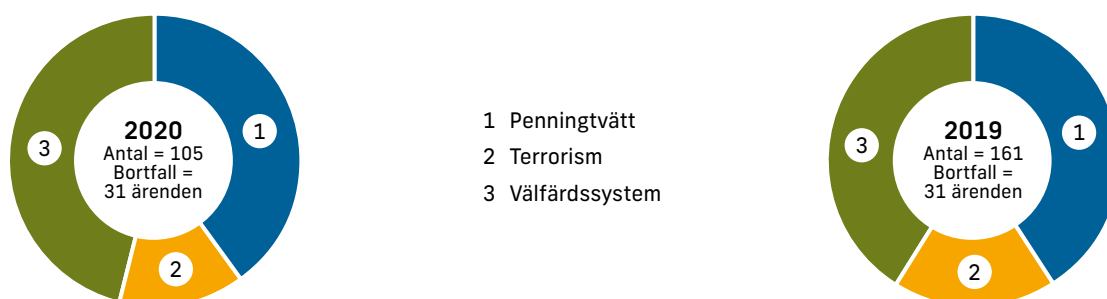 2020
Antal = 105
Bortfall =
31 ärenden
1
2
3
1 Penningtvätt
2 Terrorism
3 Välfärdssystem
2019
Antal = 161
Bortfall =
31 ärenden
1
2
3